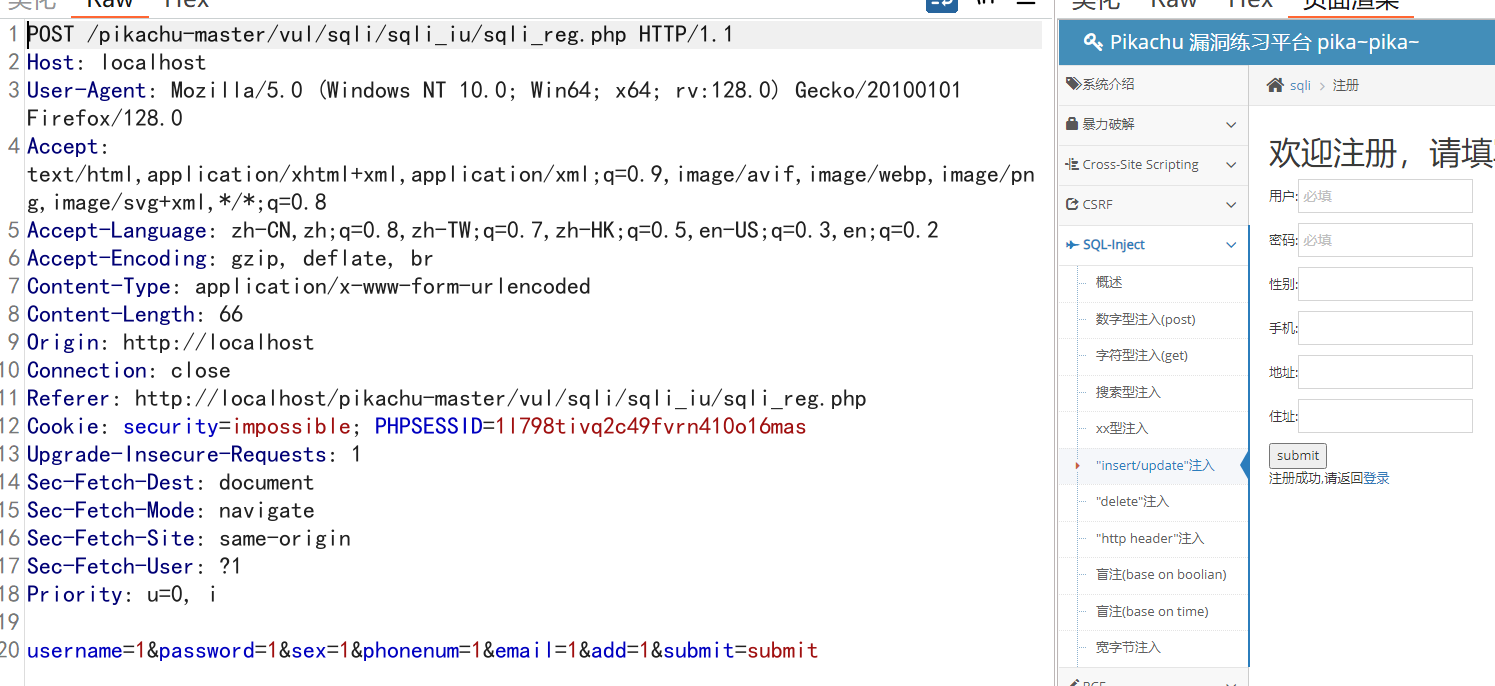 美化 Raw Hex
1 POST /pikachu-master/vul/sqli/sqli_iu/sqli_reg.php HTTP/1.1
2 Host: localhost
3 User-Agent: Mozilla/5.0 (Windows NT 10.0; Win64; x64; rv:128.0) Gecko/20100101
Firefox/128.0
4 Accept:
text/html,application/xhtml+xml,application/xml;q=0.9,image/avif,image/webp,image/pn
g,image/svg+xml,*/*;q=0.8
5 Accept-Language: zh-CN,zh;q=0.8,zh-TW;q=0.7,zh-HK;q=0.5,en-US;q=0.3,en;q=0.2
6 Accept-Encoding: gzip, deflate, br
7 Content-Type: application/x-www-form-urlencoded
8 Content-Length: 66
9 Origin: http://localhost
10 Connection: close
11 Referer: http://localhost/pikachu-master/vul/sqli/sqli_iu/sqli_reg.php
12 Cookie: security=impossible; PHPSESSID=1l798tivq2c49fvrn410o16mas
13 Upgrade-Insecure-Requests: 1
14 Sec-Fetch-Dest: document
15 Sec-Fetch-Mode: navigate
16 Sec-Fetch-Site: same-origin
17 Sec-Fetch-User: ?1
18 Priority: u=0, i
19
20 username=1&password=1&sex=1&phonenum=1&email=1&add=1&submit=submit
美化 Raw Hex 页面渲染
Pikachu 漏洞练习平台 pika~pika~
系统介绍
暴力破解
Cross-Site Scripting
CSRF
SQL-Inject
概述
数字型注入(post)
字符型注入(get)
搜索型注入
xx型注入
"insert/update"注入
"delete"注入
"http header"注入
盲注(base on boolian)
盲注(base on time)
宽字节注入
RCE
sqli > 注册
欢迎注册，请填
用户: 必填
密码: 必填
性别:
手机:
地址:
住址:
submit
注册成功,请返回登录